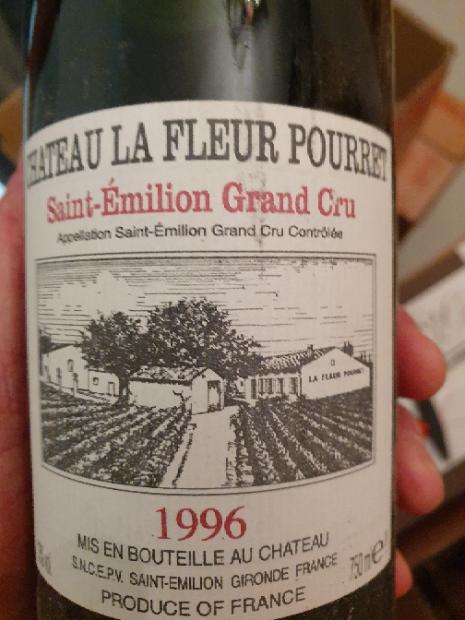 CHATEAU LA FLEUR POURRET
Saint-Émilion Grand Cru
Appellation Saint-Émilion Grand Cru Contrôlée
LA FLEUR POURRET
1996
MIS EN BOUTEILLE AU CHATEAU
S.N.C.E.P.V. SAINT-EMILION GIRONDE FRANCE
750 ml e
PRODUCE OF FRANCE